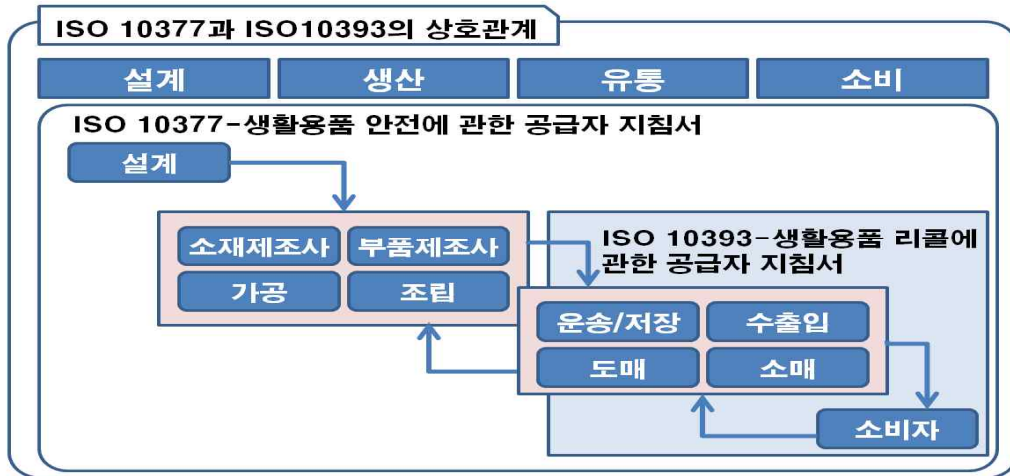 ISO 10377과 ISO10393의 상호관계
설계
생산
유통
소비
ISO 10377-생활용품 안전에 관한 공급자 지침서
설계
소재제조사
부품제조사
가공
조립
ISO 10393-생활용품 리콜에
관한 공급자 지침서
운송/저장
수출입
도매
소매
소비자